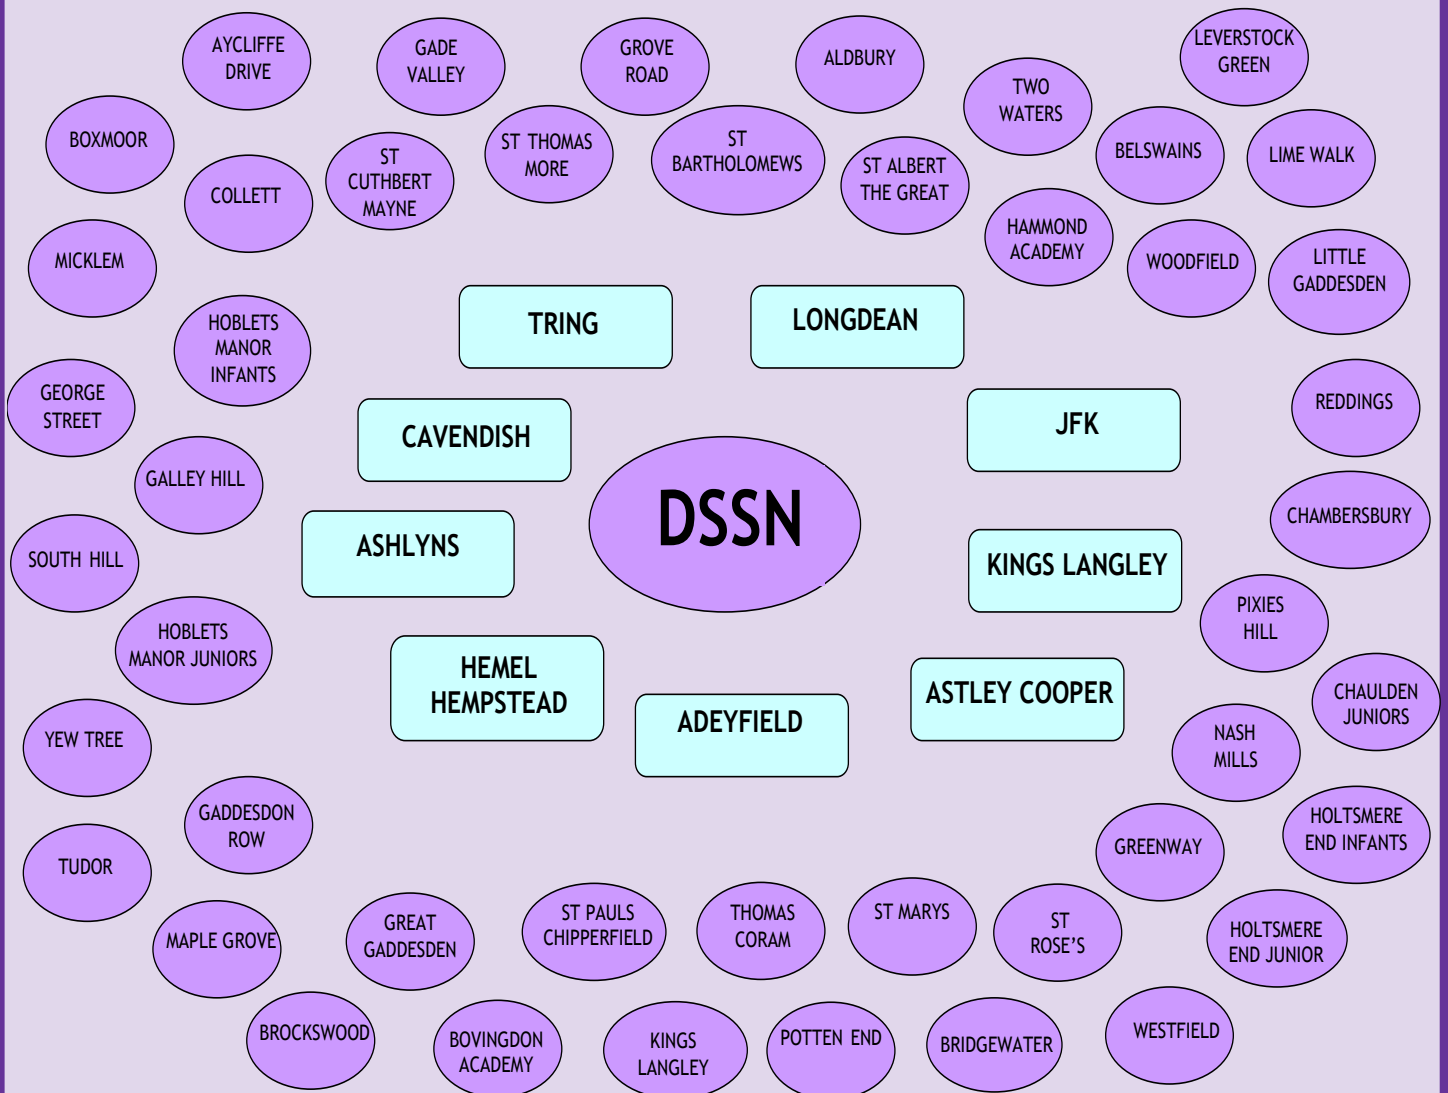 AYCLIFFE
DRIVE
GADE
VALLEY
GROVE
ROAD
ALDBURY
LEVERSTOCK
GREEN
TWO
WATERS
BOXMOOR
ST THOMAS
MORE
ST
BARTHOLOMEWS
BELSWAINS
LIME WALK
COLLETT
ST
CUTHBERT
MAYNE
ST ALBERT
THE GREAT
HAMMOND
ACADEMY
MICKLEM
WOODFIELD
LITTLE
GADDESDEN
HOBLETS
MANOR
INFANTS
TRING
LONGDEAN
GEORGE
STREET
CAVENDISH
JFK
REDDINGS
GALLEY HILL
DSSN
CHAMBERSBURY
SOUTH HILL
ASHLYNS
KINGS LANGLEY
PIXIES
HILL
HOBLETS
MANOR JUNIORS
HEMEL
HEMPSTEAD
ADEYFIELD
ASTLEY COOPER
CHAULDEN
JUNIORS
YEW TREE
NASH
MILLS
GADDESDON
ROW
HOLTSMERE
END INFANTS
TUDOR
GREENWAY
MAPLE GROVE
GREAT
GADDESDEN
ST PAULS
CHIPPERFIELD
THOMAS
CORAM
ST MARYS
ST
ROSE'S
HOLTSMERE
END JUNIOR
BROCKSWOOD
BOVINGDON
ACADEMY
KINGS
LANGLEY
POTTEN END
BRIDGEWATER
WESTFIELD